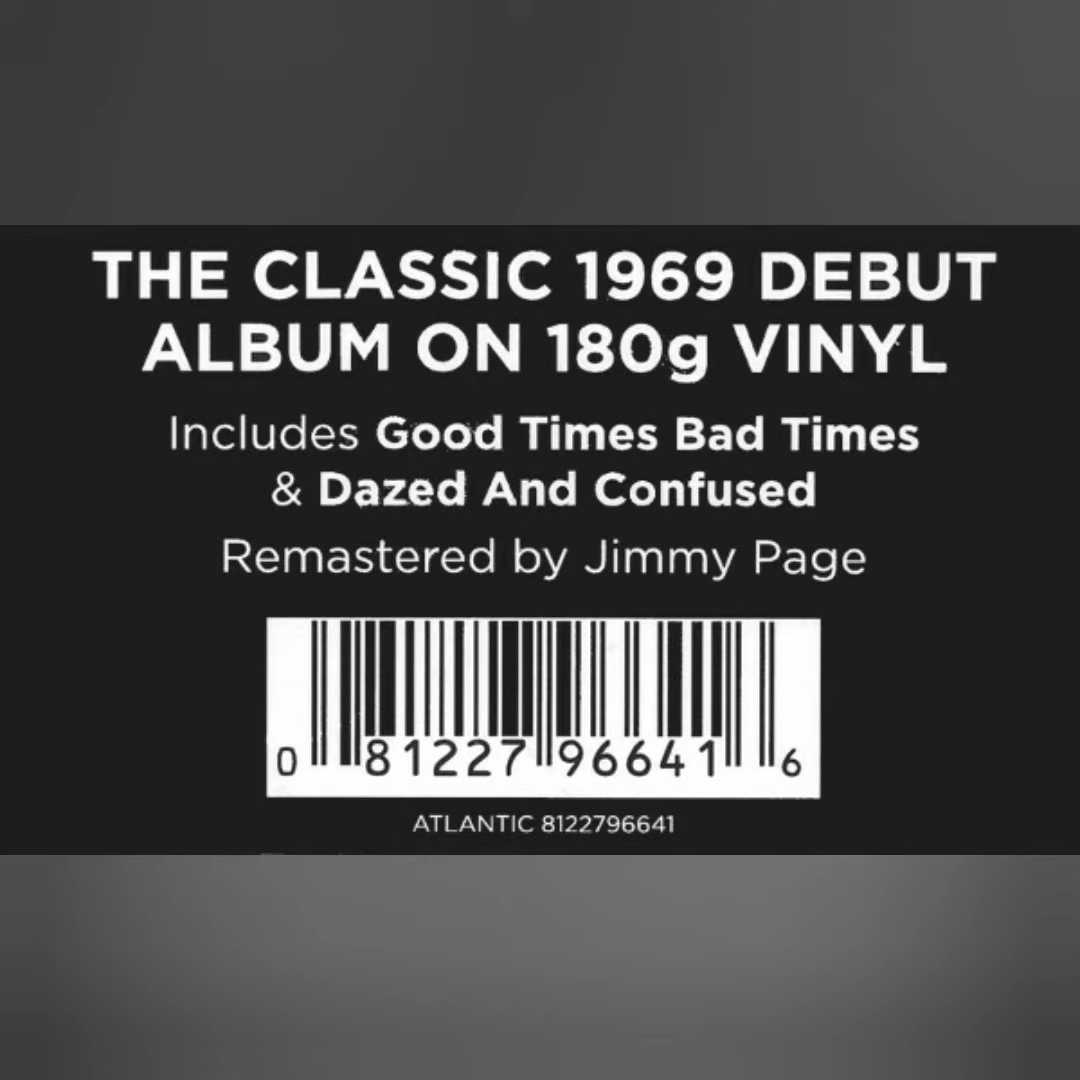 THE CLASSIC 1969 DEBUT
ALBUM ON 180g VINYL
Includes Good Times Bad Times
& Dazed And Confused
Remastered by Jimmy Page
0 81227 96641 6
ATLANTIC 8122796641